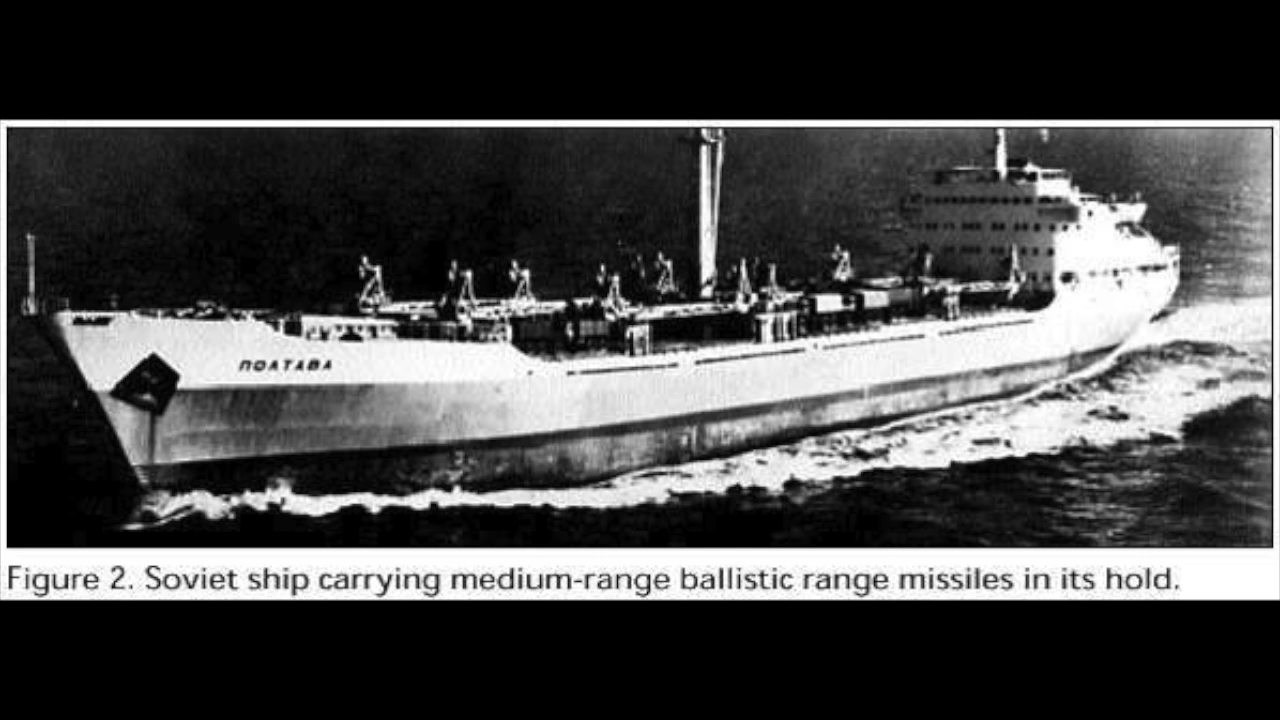 ПОЛТАВА
Figure 2. Soviet ship carrying medium-range ballistic range missiles in its hold.